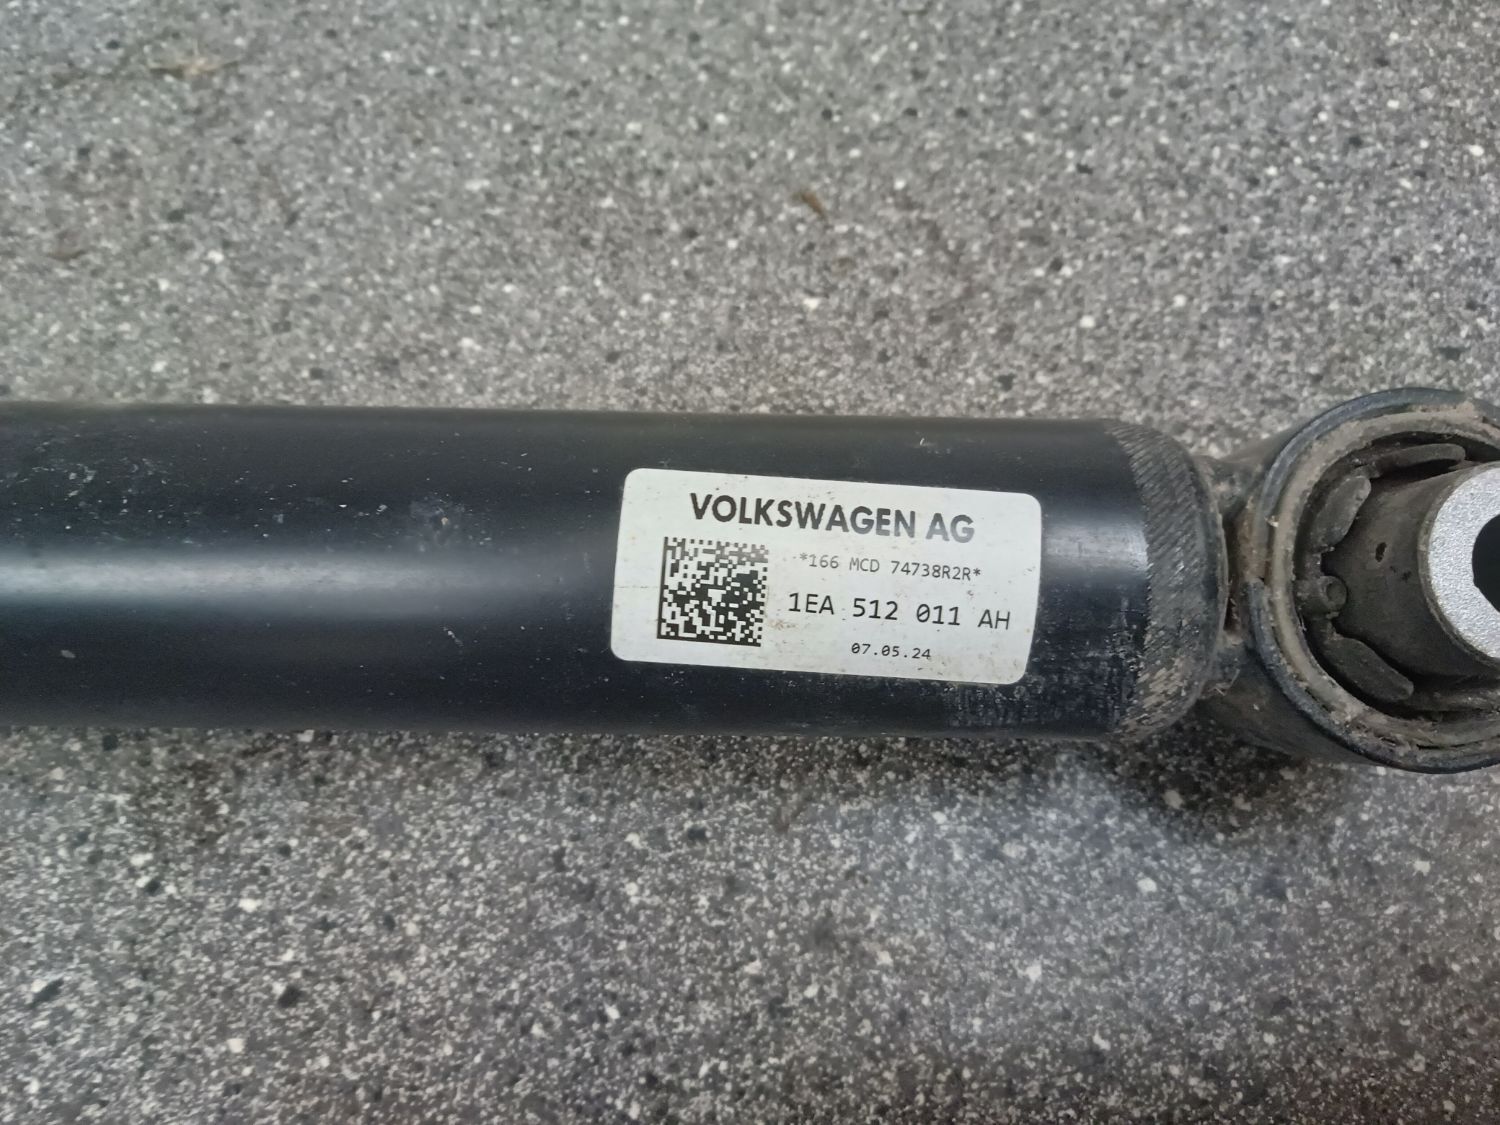 VOLKSWAGEN AG
*166 MCD 74738R2R*
1EA 512 011 AH
07.05.24